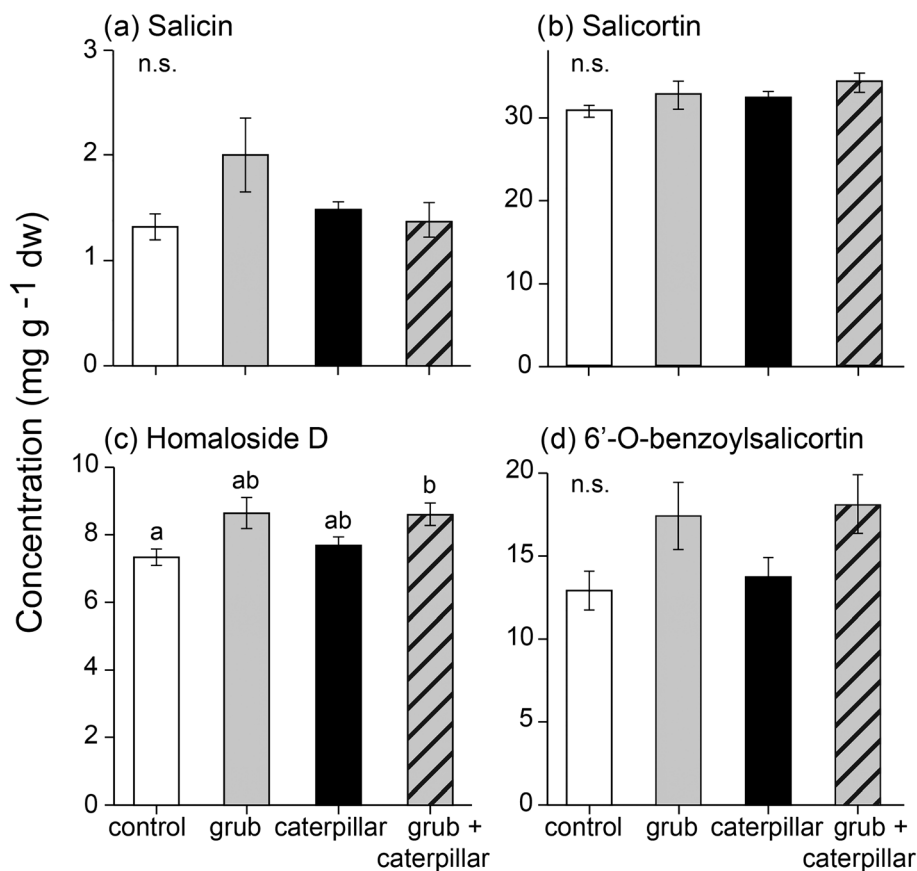 (a) Salicin
n.s.
3
2
1
0
(b) Salicortin
n.s.
30
20
10
0
Concentration (mg g -1 dw)
(c) Homaloside D
10
8
6
4
2
0
a
ab
ab
b
control
grub
caterpillar
grub +
caterpillar
(d) 6’-O-benzoylsalicortin
n.s.
20
15
10
5
0
control
grub
caterpillar
grub +
caterpillar